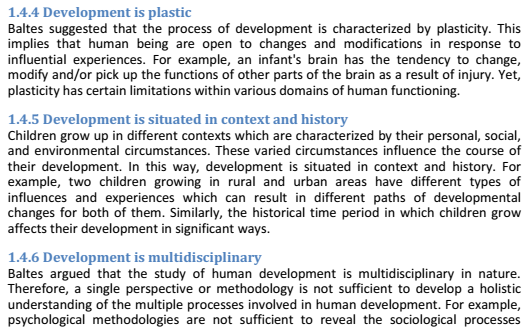 1.4.4 Development is plastic
Baltes suggested that the process of development is characterized by plasticity. This
implies that human being are open to changes and modifications in response to
influential experiences. For example, an infant's brain has the tendency to change,
modify and/or pick up the functions of other parts of the brain as a result of injury. Yet,
plasticity has certain limitations within various domains of human functioning.
1.4.5 Development is situated in context and history
Children grow up in different contexts which are characterized by their personal, social,
and environmental circumstances. These varied circumstances influence the course of
their development. In this way, development is situated in context and history. For
example, two children growing in rural and urban areas have different types of
influences and experiences which can result in different paths of developmental
changes for both of them. Similarly, the historical time period in which children grow
affects their development in significant ways.
1.4.6 Development is multidisciplinary
Baltes argued that the study of human development is multidisciplinary in nature.
Therefore, a single perspective or methodology is not sufficient to develop a holistic
understanding of the multiple processes involved in human development. For example,
psychological methodologies are not sufficient to reveal the sociological processes